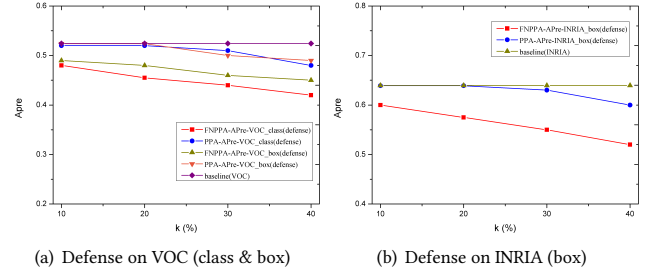 0.6
0.5
0.4
0.3
0.2
Apre
10
20
30
40
k (%)
FNPPA-APre-VOC_class(defense)
PPA-APre-VOC_class(defense)
FNPPA-APre-VOC_box(defense)
PPA-APre-VOC_box(defense)
baseline(VOC)
(a) Defense on VOC (class & box)
0.8
0.7
0.6
0.5
0.4
Apre
10
20
30
40
k (%)
FNPPA-APre-INRIA_box(defense)
PPA-APre-INRIA_box(defense)
baseline(INRIA)
(b) Defense on INRIA (box)